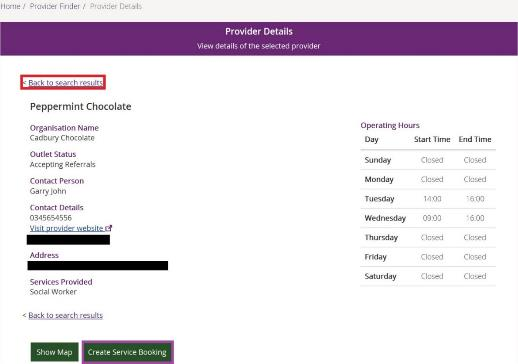 Home / Provider Finder / Provider Details
Provider Details
View details of the selected provider
< Back to search results
Peppermint Chocolate
Organisation Name
Cadbury Chocolate
Outlet Status
Accepting Referrals
Contact Person
Garry John
Contact Details
0345654556
Visit provider website
Address
Services Provided
Social Worker
Operating Hours
Day Start Time End Time
Sunday Closed Closed
Monday Closed Closed
Tuesday 14:00 16:00
Wednesday 09:00 16:00
Thursday Closed Closed
Friday Closed Closed
Saturday Closed Closed
< Back to search results
Show Map Create Service Booking